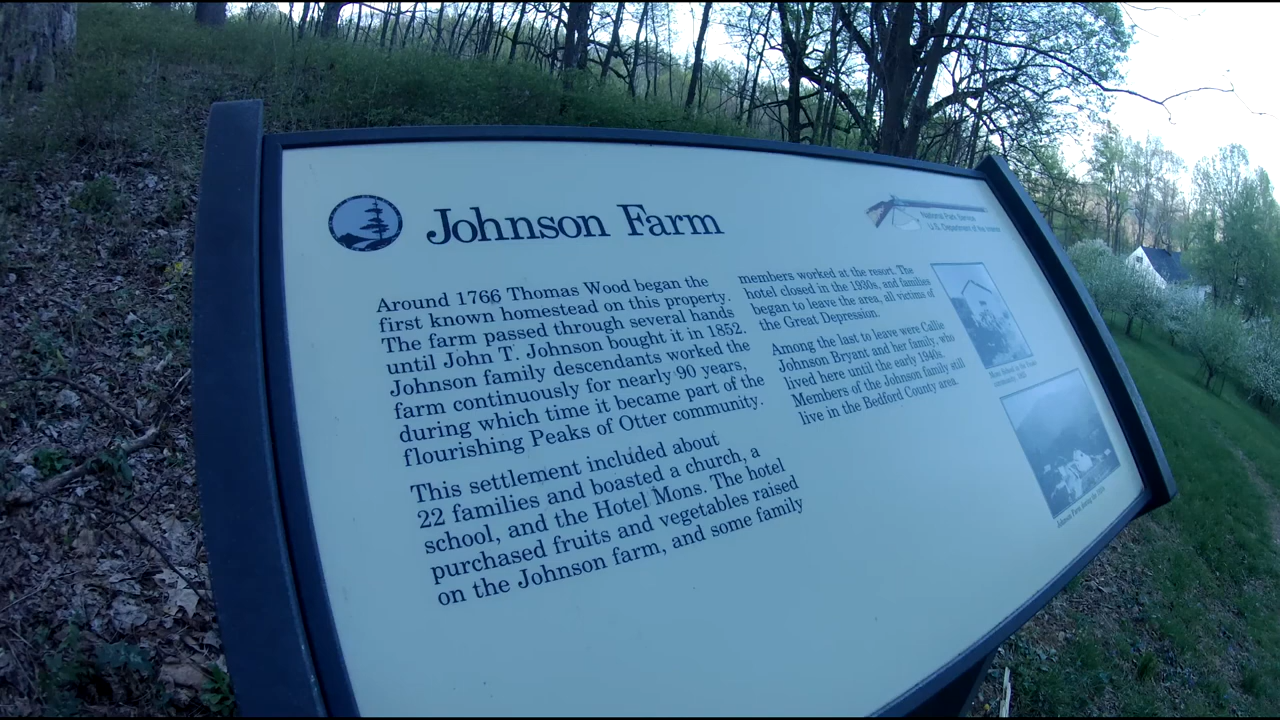 Johnson Farm
National Park Service
U.S. Department of the Interior
Around 1766 Thomas Wood began the
first known homestead on this property.
The farm passed through several hands
until John T. Johnson bought it in 1852.
Johnson family descendants worked the
farm continuously for nearly 90 years,
during which time it became part of the
flourishing Peaks of Otter community.
This settlement included about
22 families and boasted a church, a
school, and the Hotel Mons. The hotel
purchased fruits and vegetables raised
on the Johnson farm, and some family
members worked at the resort. The
hotel closed in the 1930s, and families
began to leave the area, all victims of
the Great Depression.
Among the last to leave were Callie
Johnson Bryant and her family, who
lived here until the early 1940s.
Members of the Johnson family still
live in the Bedford County area.
Johnson Farm during the